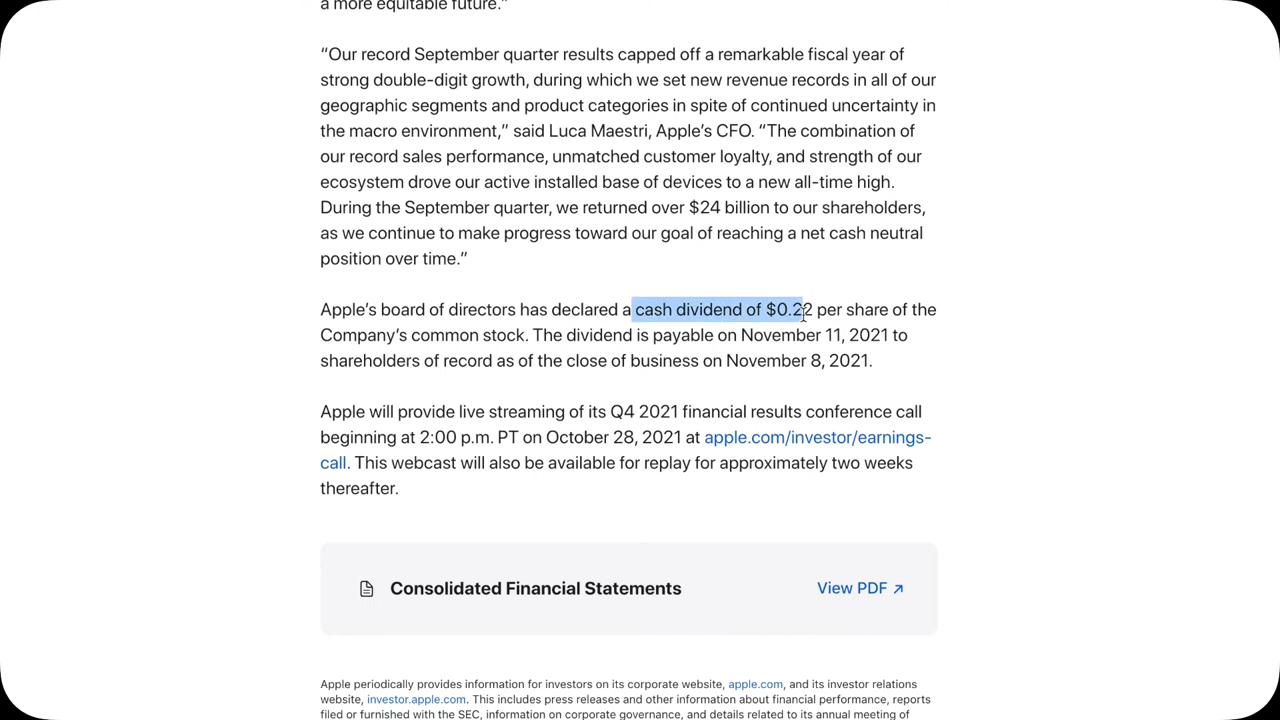 a more equitable future.”
“Our record September quarter results capped off a remarkable fiscal year of
strong double-digit growth, during which we set new revenue records in all of our
geographic segments and product categories in spite of continued uncertainty in
the macro environment,” said Luca Maestri, Apple’s CFO. “The combination of
our record sales performance, unmatched customer loyalty, and strength of our
ecosystem drove our active installed base of devices to a new all-time high.
During the September quarter, we returned over $24 billion to our shareholders,
as we continue to make progress toward our goal of reaching a net cash neutral
position over time.”
Apple’s board of directors has declared a cash dividend of $0.22 per share of the
Company’s common stock. The dividend is payable on November 11, 2021 to
shareholders of record as of the close of business on November 8, 2021.
Apple will provide live streaming of its Q4 2021 financial results conference call
beginning at 2:00 p.m. PT on October 28, 2021 at apple.com/investor/earnings-
call. This webcast will also be available for replay for approximately two weeks
thereafter.
Consolidated Financial Statements View PDF ↗
Apple periodically provides information for investors on its corporate website, apple.com, and its investor relations
website, investor.apple.com. This includes press releases and other information about financial performance, reports
filed or furnished with the SEC, information on corporate governance, and details related to its annual meeting of